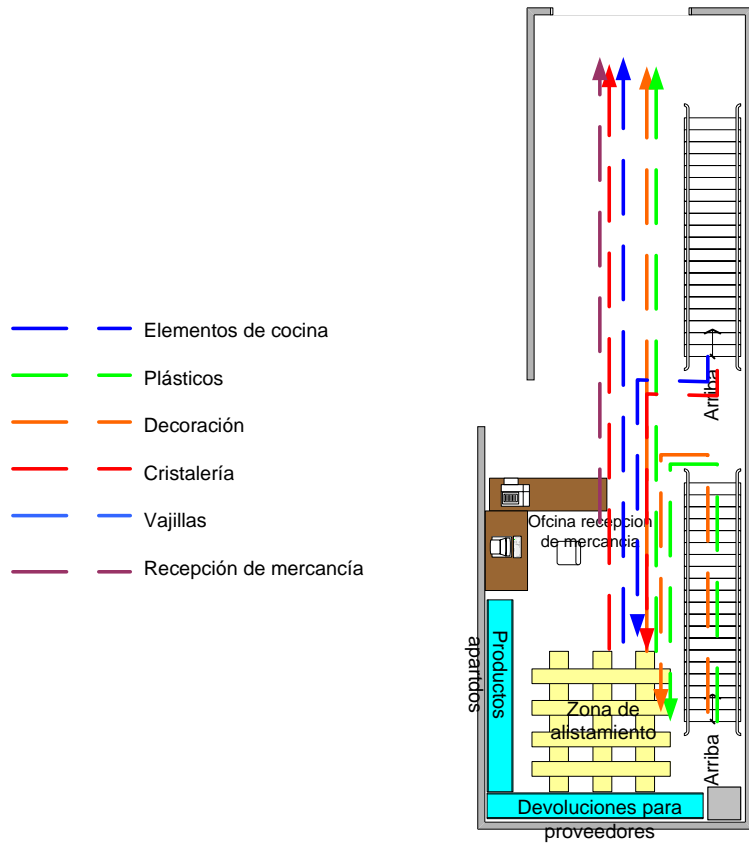 Elementos de cocina
Plásticos
Decoración
Cristalería
Vajillas
Recepción de mercancía
Arriba
Ofcina recepcion
de mercancia
Productos
apartdos
Zona de
alistamiento
Arriba
Devoluciones para
proveedores